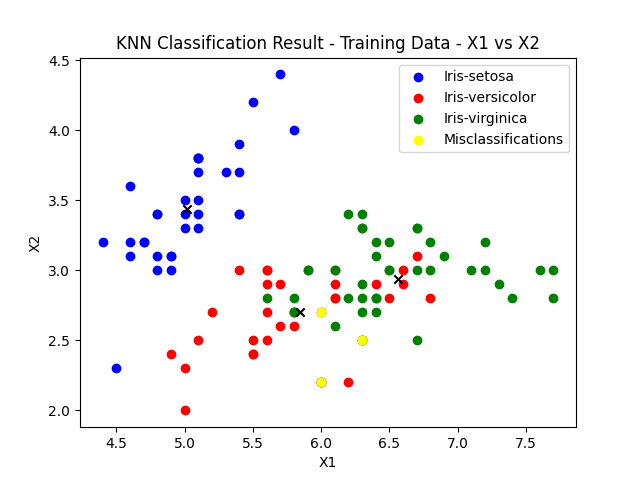 KNN Classification Result - Training Data - X1 vs X2
Iris-setosa
Iris-versicolor
Iris-virginica
Misclassifications
4.5
4.0
3.5
3.0
2.5
2.0
X2
4.5 5.0 5.5 6.0 6.5 7.0 7.5
X1